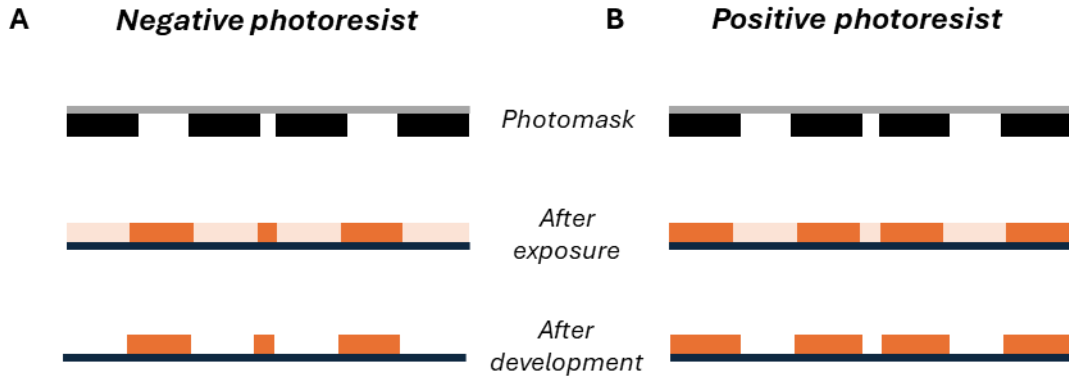 A
Negative photoresist
B
Positive photoresist
Photomask
After
exposure
After
development